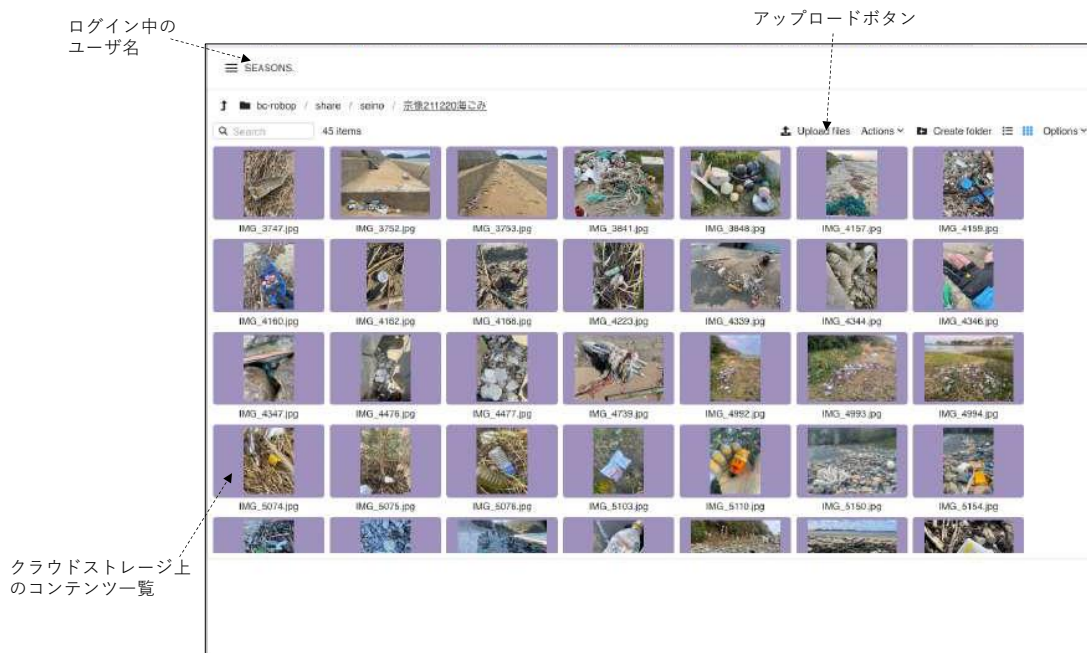 ログイン中の
ユーザ名
アップロードボタン
SEASONS.
bc-robop / share / seino / 宗像211220海ごみ
Search 45 items Upload files Actions Create folder Options
IMG_3747.jpg IMG_3752.jpg IMG_3753.jpg IMG_3841.jpg IMG_3848.jpg IMG_4157.jpg IMG_4159.jpg
IMG_4160.jpg IMG_4162.jpg IMG_4166.jpg IMG_4223.jpg IMG_4339.jpg IMG_4344.jpg IMG_4346.jpg
IMG_4347.jpg IMG_4476.jpg IMG_4477.jpg IMG_4739.jpg IMG_4992.jpg IMG_4993.jpg IMG_4994.jpg
IMG_5074.jpg IMG_5075.jpg IMG_5076.jpg IMG_5103.jpg IMG_5110.jpg IMG_5150.jpg IMG_5154.jpg
クラウドストレージ上
のコンテンツ一覧